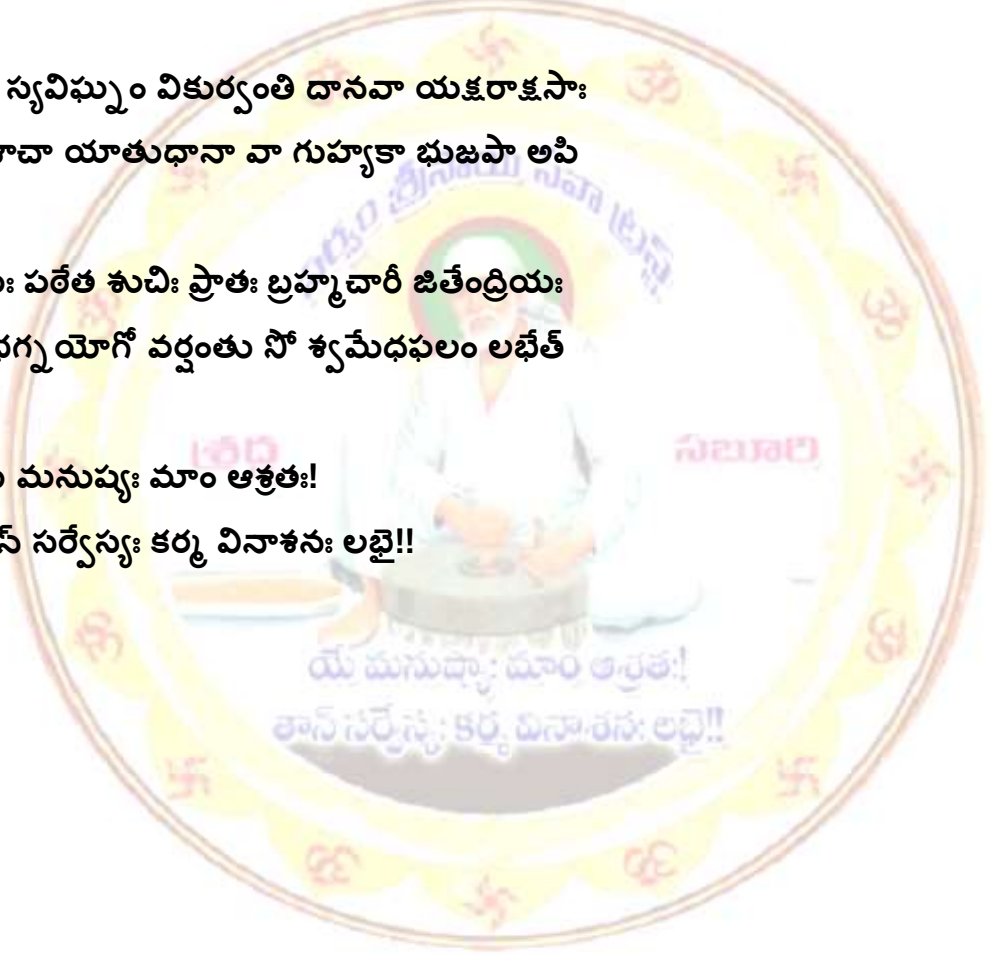 స్యవిఘ్నం వికుర్వంతి దానవా యక్షరాక్షసాః
యాతుధానా వా గుహ్యకా భుజపా అపి
పఠేత శుచిః ప్రాతః బ్రహ్మచారీ జితేంద్రియః
యోగో వర్షంతు సో శ్వమేధఫలం లభేత్
మనుష్యః మాం ఆశ్రతః!
సర్వేస్యః కర్మ వినాశనః లభై!!
శ్రధ
సబూరి
యే మనుష్యా: మాం ఆశ్రత:!
తాన్ సర్వేస్య: కర్మ వినాశన: లభై!!